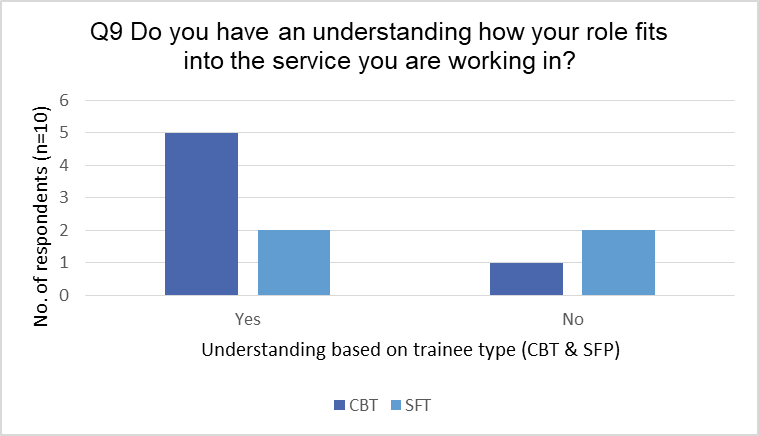 Q9 Do you have an understanding how your role fits
into the service you are working in?
No. of respondents (n=10)
6
5
4
3
2
1
0
Yes
No
Understanding based on trainee type (CBT & SFP)
CBT
SFT